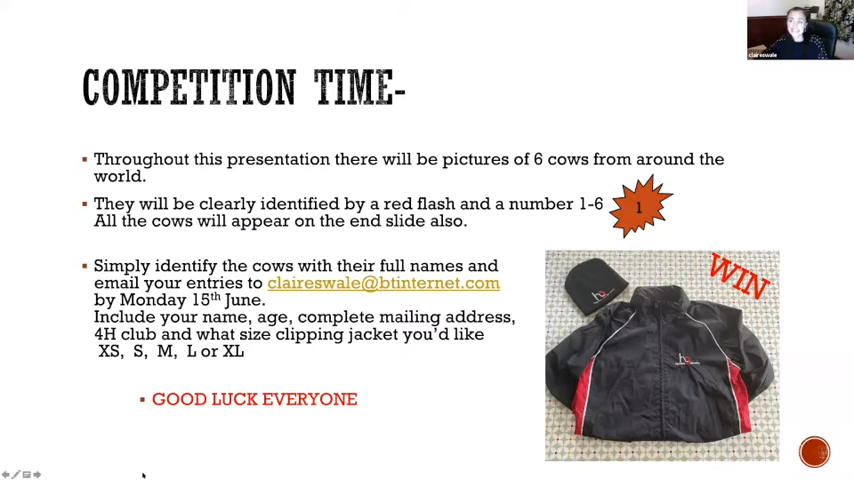 claireswale
COMPETITION TIME-
Throughout this presentation there will be pictures of 6 cows from around the
world.
They will be clearly identified by a red flash and a number 1-6
1
All the cows will appear on the end slide also.
Simply identify the cows with their full names and
email your entries to claireswale@btinternet.com
by Monday 15th June.
Include your name, age, complete mailing address,
4H club and what size clipping jacket you'd like
XS, S, M, L or XL
GOOD LUCK EVERYONE
WIN